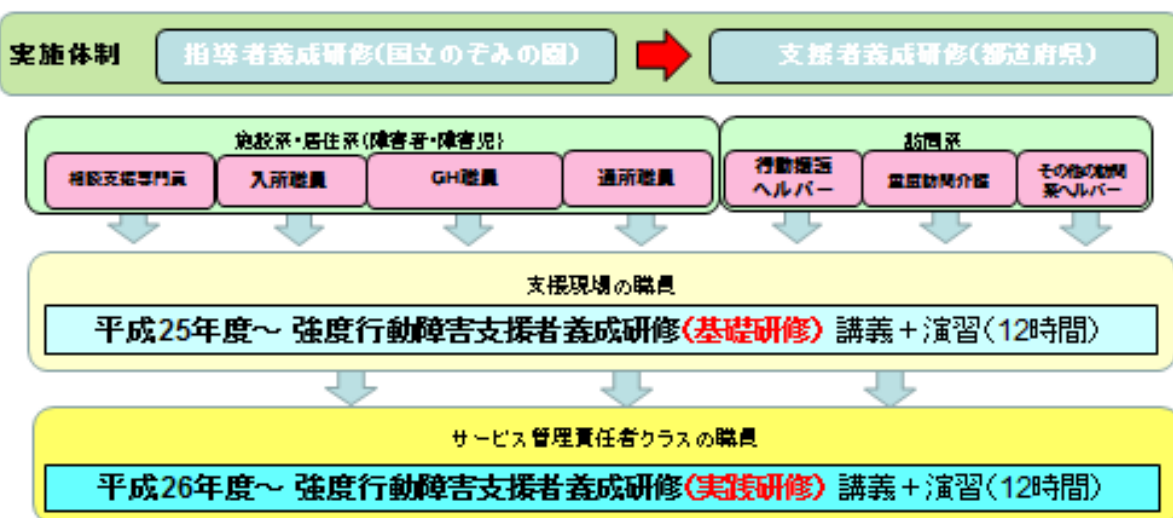 実施体制 指導者養成研修(国立のぞみの園) 支援者養成研修(都道府県)
施設系・居住系(障害者・障害児) 訪問系
相談支援専門員 入所職員 GH職員 通所職員 行動援護 重度訪問介護 その他の訪問
ヘルパー 系ヘルパー
支援現場の職員
平成25年度～ 強度行動障害支援者養成研修(基礎研修) 講義＋演習(12時間)
サービス管理責任者クラスの職員
平成26年度～ 強度行動障害支援者養成研修(実践研修) 講義＋演習(12時間)